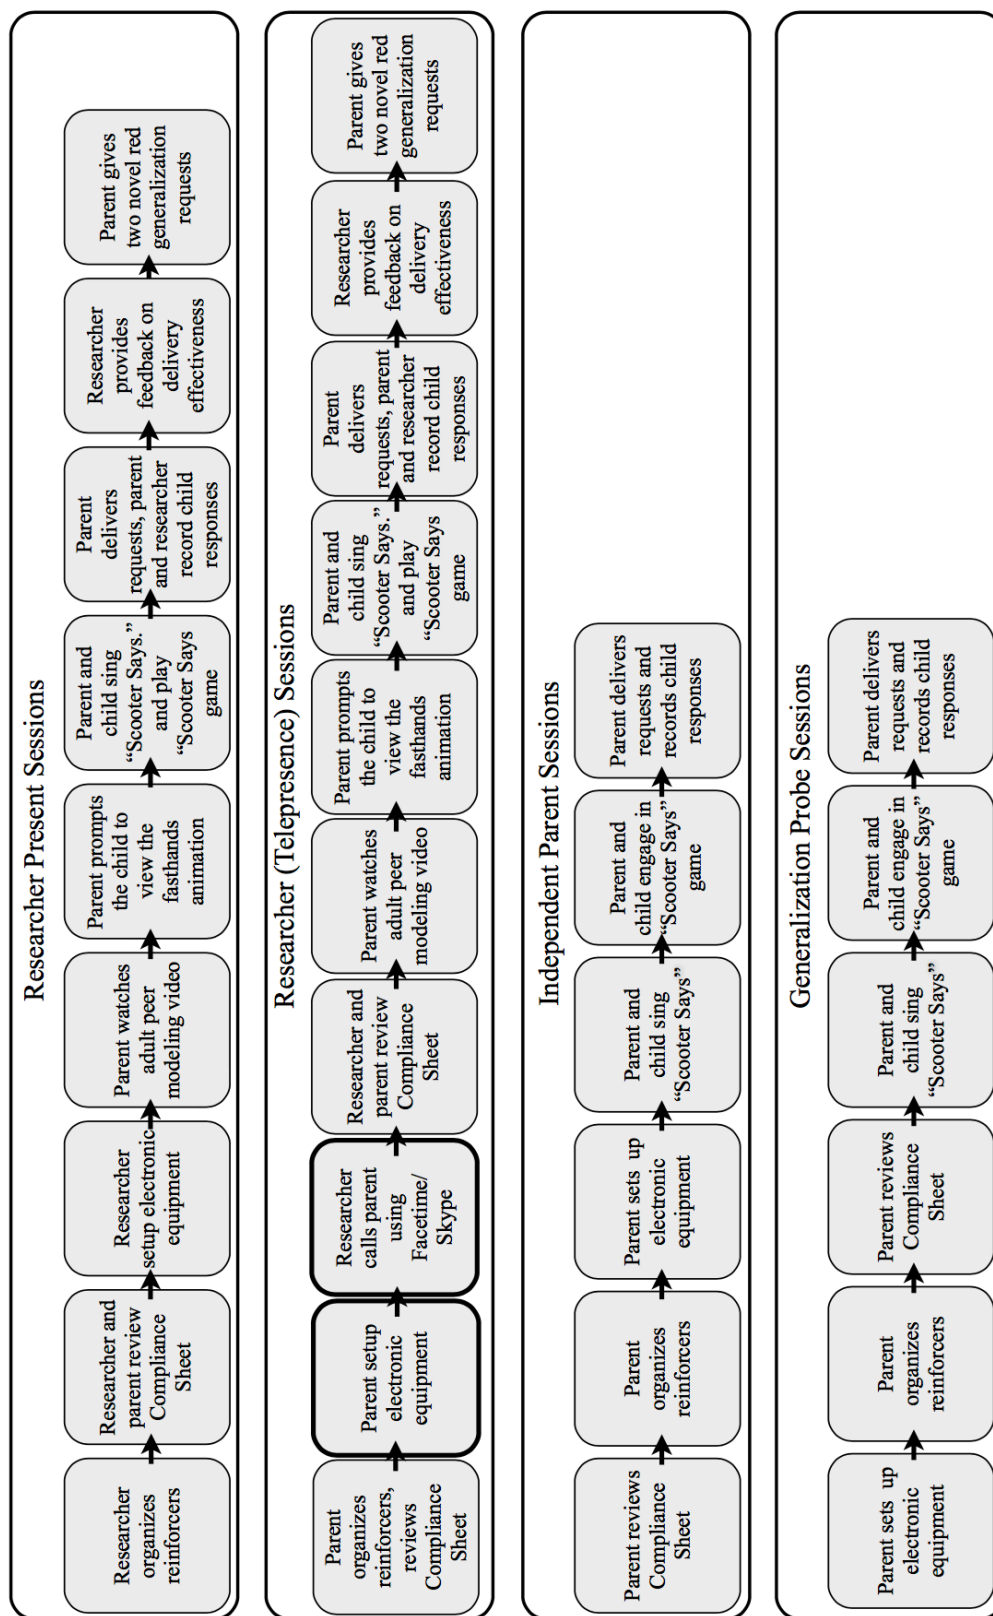 Researcher Present Sessions
Researcher
organizes
reinforcers
Researcher and
parent review
Compliance
Sheet
Researcher
setup electronic
equipment
Parent watches
adult peer
modeling video
Parent prompts
the child to
view the
fasthands
animation
Parent and
child sing
“Scooter Says.”
and play
“Scooter Says
game
Parent
delivers
requests, parent
and researcher
record child
responses
Researcher
provides
feedback on
delivery
effectiveness
Parent gives
two novel red
generalization
requests
Researcher (Telepresence) Sessions
Parent
organizes
reinforcers,
reviews
Compliance
Sheet
Parent setup
electronic
equipment
Researcher
calls parent
using
Facetime/
Skype
Researcher and
parent review
Compliance
Sheet
Parent watches
adult peer
modeling video
Parent prompts
the child to
view the
fasthands
animation
Parent and
child sing
“Scooter Says.”
and play
“Scooter Says
game
Parent
delivers
requests, parent
and researcher
record child
responses
Researcher
provides
feedback on
delivery
effectiveness
Parent gives
two novel red
generalization
requests
Independent Parent Sessions
Parent reviews
Compliance
Sheet
Parent
organizes
reinforcers
Parent sets up
electronic
equipment
Parent and
child sing
“Scooter Says”
Parent and
child engage in
“Scooter Says”
game
Parent delivers
requests and
records child
responses
Generalization Probe Sessions
Parent sets up
electronic
equipment
Parent
organizes
reinforcers
Parent reviews
Compliance
Sheet
Parent and
child sing
“Scooter Says”
Parent and
child engage in
“Scooter Says”
game
Parent delivers
requests and
records child
responses